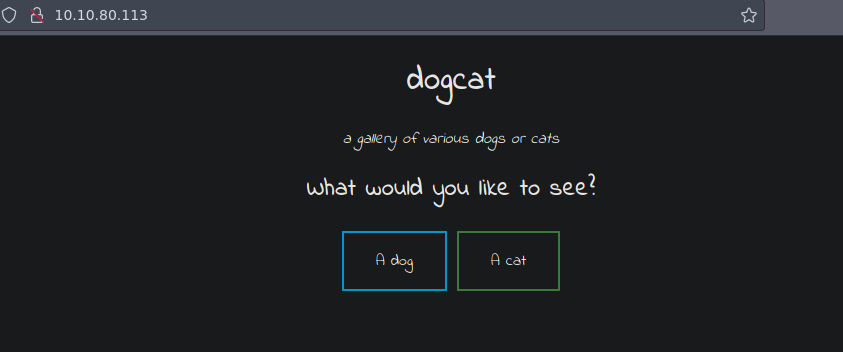 10.10.80.113
dogcat
a gallery of various dogs or cats
What would you like to see?
A dog
A cat